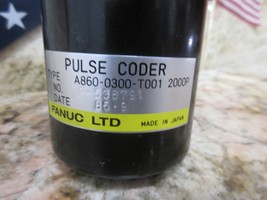 PULSE CODER
TYPE A860-0300-T001 2000P
NO.
DATE
FANUC LTD MADE IN JAPAN